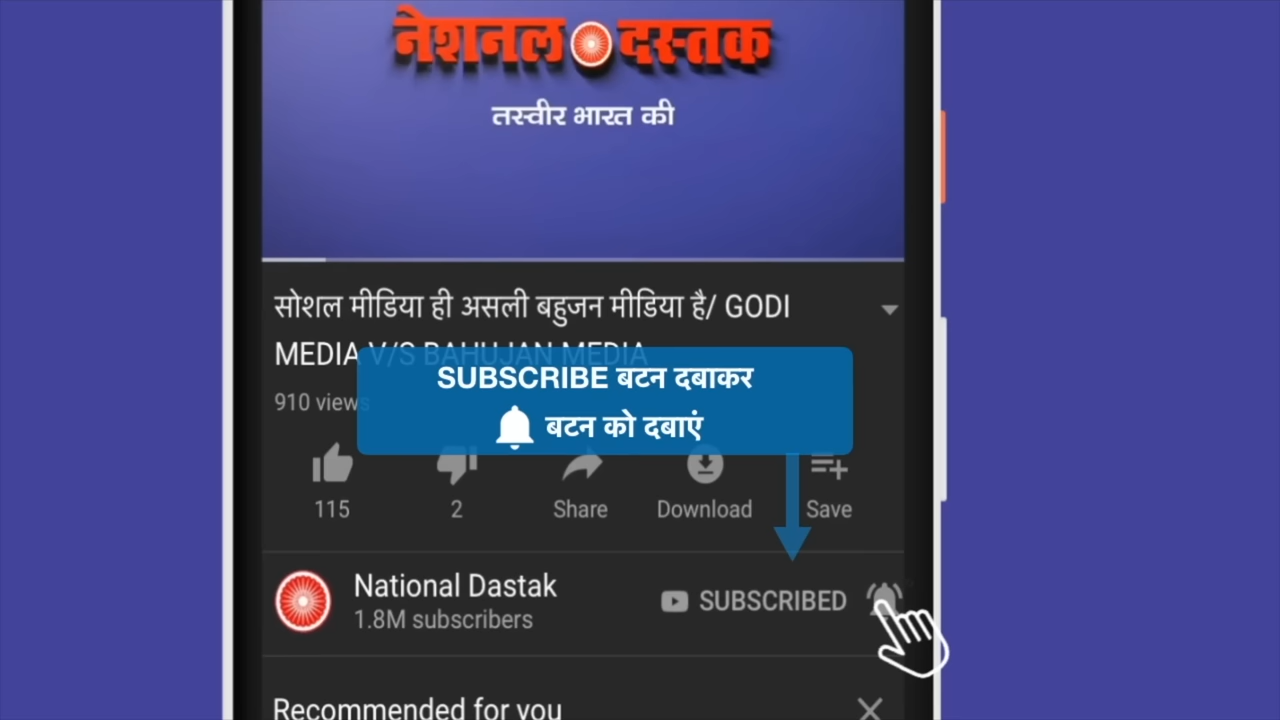 नेशनल दस्तक
तस्वीर भारत की
सोशल मीडिया ही असली बहुजन मीडिया है/ GODI
MEDIA V/S BAHUJAN MEDIA
SUBSCRIBE बटन दबाकर
910 views
बटन को दबाएं
115
2
Share
Download
Save
National Dastak
SUBSCRIBED
1.8M subscribers
Recommended for you